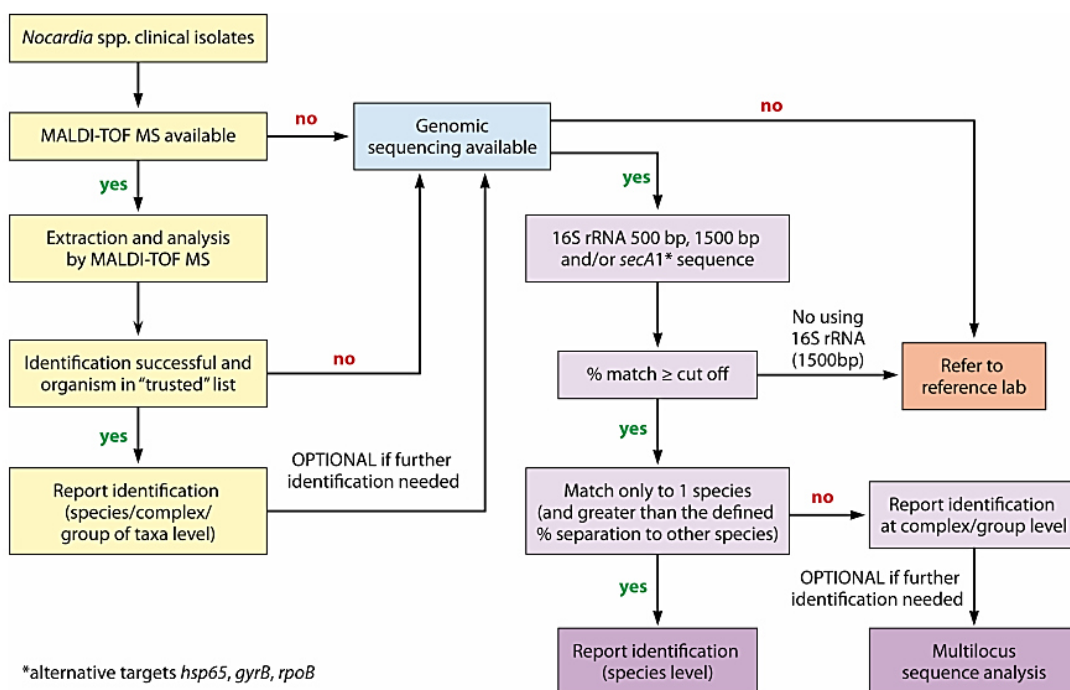 Nocardia spp. clinical isolates
MALDI-TOF MS available
no
yes
Extraction and analysis
by MALDI-TOF MS
Identification successful and
organism in "trusted" list
no
yes
Report identification
(species/complex/
group of taxa level)
OPTIONAL if further
identification needed
Genomic
sequencing available
no
yes
16S rRNA 500 bp, 1500 bp
and/or secA1* sequence
% match ≥ cut off
No using
16S rRNA
(1500bp)
Refer to
reference lab
yes
Match only to 1 species
(and greater than the defined
% separation to other species)
no
Report identification
at complex/group level
yes
OPTIONAL if further
identification needed
Report identification
(species level)
Multilocus
sequence analysis
*alternative targets hsp65, gyrB, rpoB